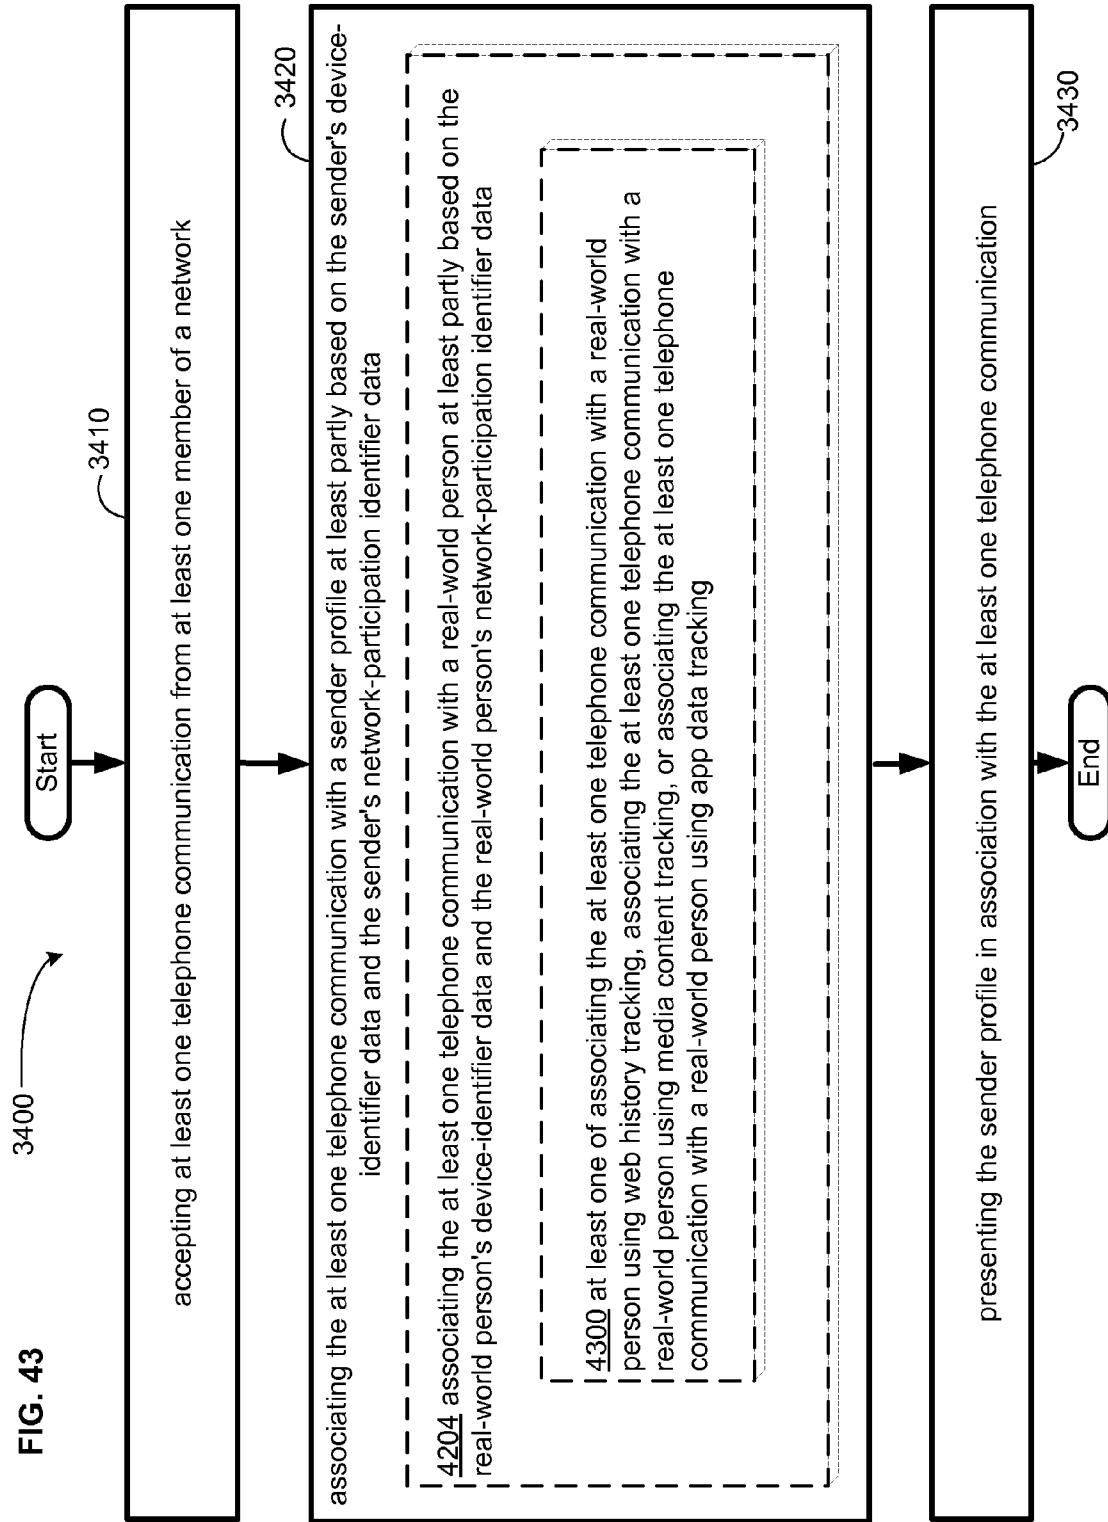 FIG. 43
3400
Start
3410
accepting at least one telephone communication from at least one member of a network
3420
associating the at least one telephone communication with a sender profile at least partly based on the sender's device-
identifier data and the sender's network-participation identifier data
4204 associating the at least one telephone communication with a real-world person at least partly based on the
real-world person's device-identifier data and the real-world person's network-participation identifier data
4300 at least one of associating the at least one telephone communication with a real-world
person using web history tracking, associating the at least one telephone communication with a
real-world person using media content tracking, or associating the at least one telephone
communication with a real-world person using app data tracking
3430
presenting the sender profile in association with the at least one telephone communication
End